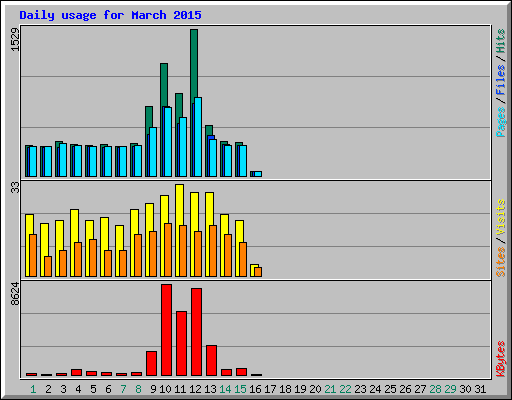 Daily usage for March 2015
1529
33
8624
Pages / Files / Hits
Sites / Visits
KBytes
1 2 3 4 5 6 7 8 9 10 11 12 13 14 15 16 17 18 19 20 21 22 23 24 25 26 27 28 29 30 31